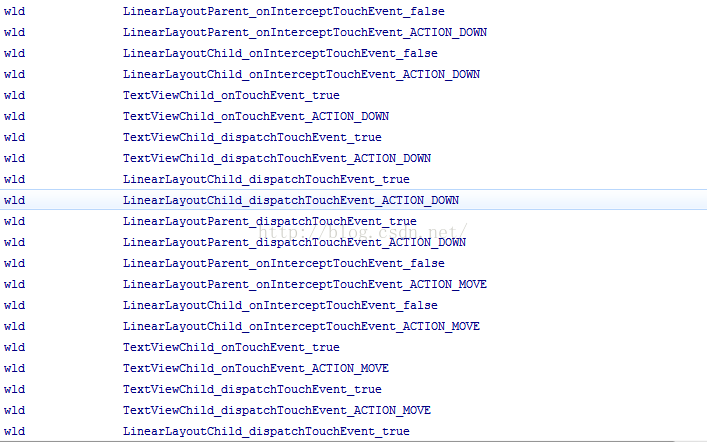 wld LinearLayoutParent_onInterceptTouchEvent_false
wld LinearLayoutParent_onInterceptTouchEvent_ACTION_DOWN
wld LinearLayoutChild_onInterceptTouchEvent_false
wld LinearLayoutChild_onInterceptTouchEvent_ACTION_DOWN
wld TextViewChild_onTouchEvent_true
wld TextViewChild_onTouchEvent_ACTION_DOWN
wld TextViewChild_dispatchTouchEvent_true
wld TextViewChild_dispatchTouchEvent_ACTION_DOWN
wld LinearLayoutChild_dispatchTouchEvent_true
wld LinearLayoutChild_dispatchTouchEvent_ACTION_DOWN
wld LinearLayoutParent_dispatchTouchEvent_true
http://blog.csdn.net/
wld LinearLayoutParent_dispatchTouchEvent_ACTION_DOWN
wld LinearLayoutParent_onInterceptTouchEvent_false
wld LinearLayoutParent_onInterceptTouchEvent_ACTION_MOVE
wld LinearLayoutChild_onInterceptTouchEvent_false
wld LinearLayoutChild_onInterceptTouchEvent_ACTION_MOVE
wld TextViewChild_onTouchEvent_true
wld TextViewChild_onTouchEvent_ACTION_MOVE
wld TextViewChild_dispatchTouchEvent_true
wld TextViewChild_dispatchTouchEvent_ACTION_MOVE
wld LinearLayoutChild_dispatchTouchEvent_true